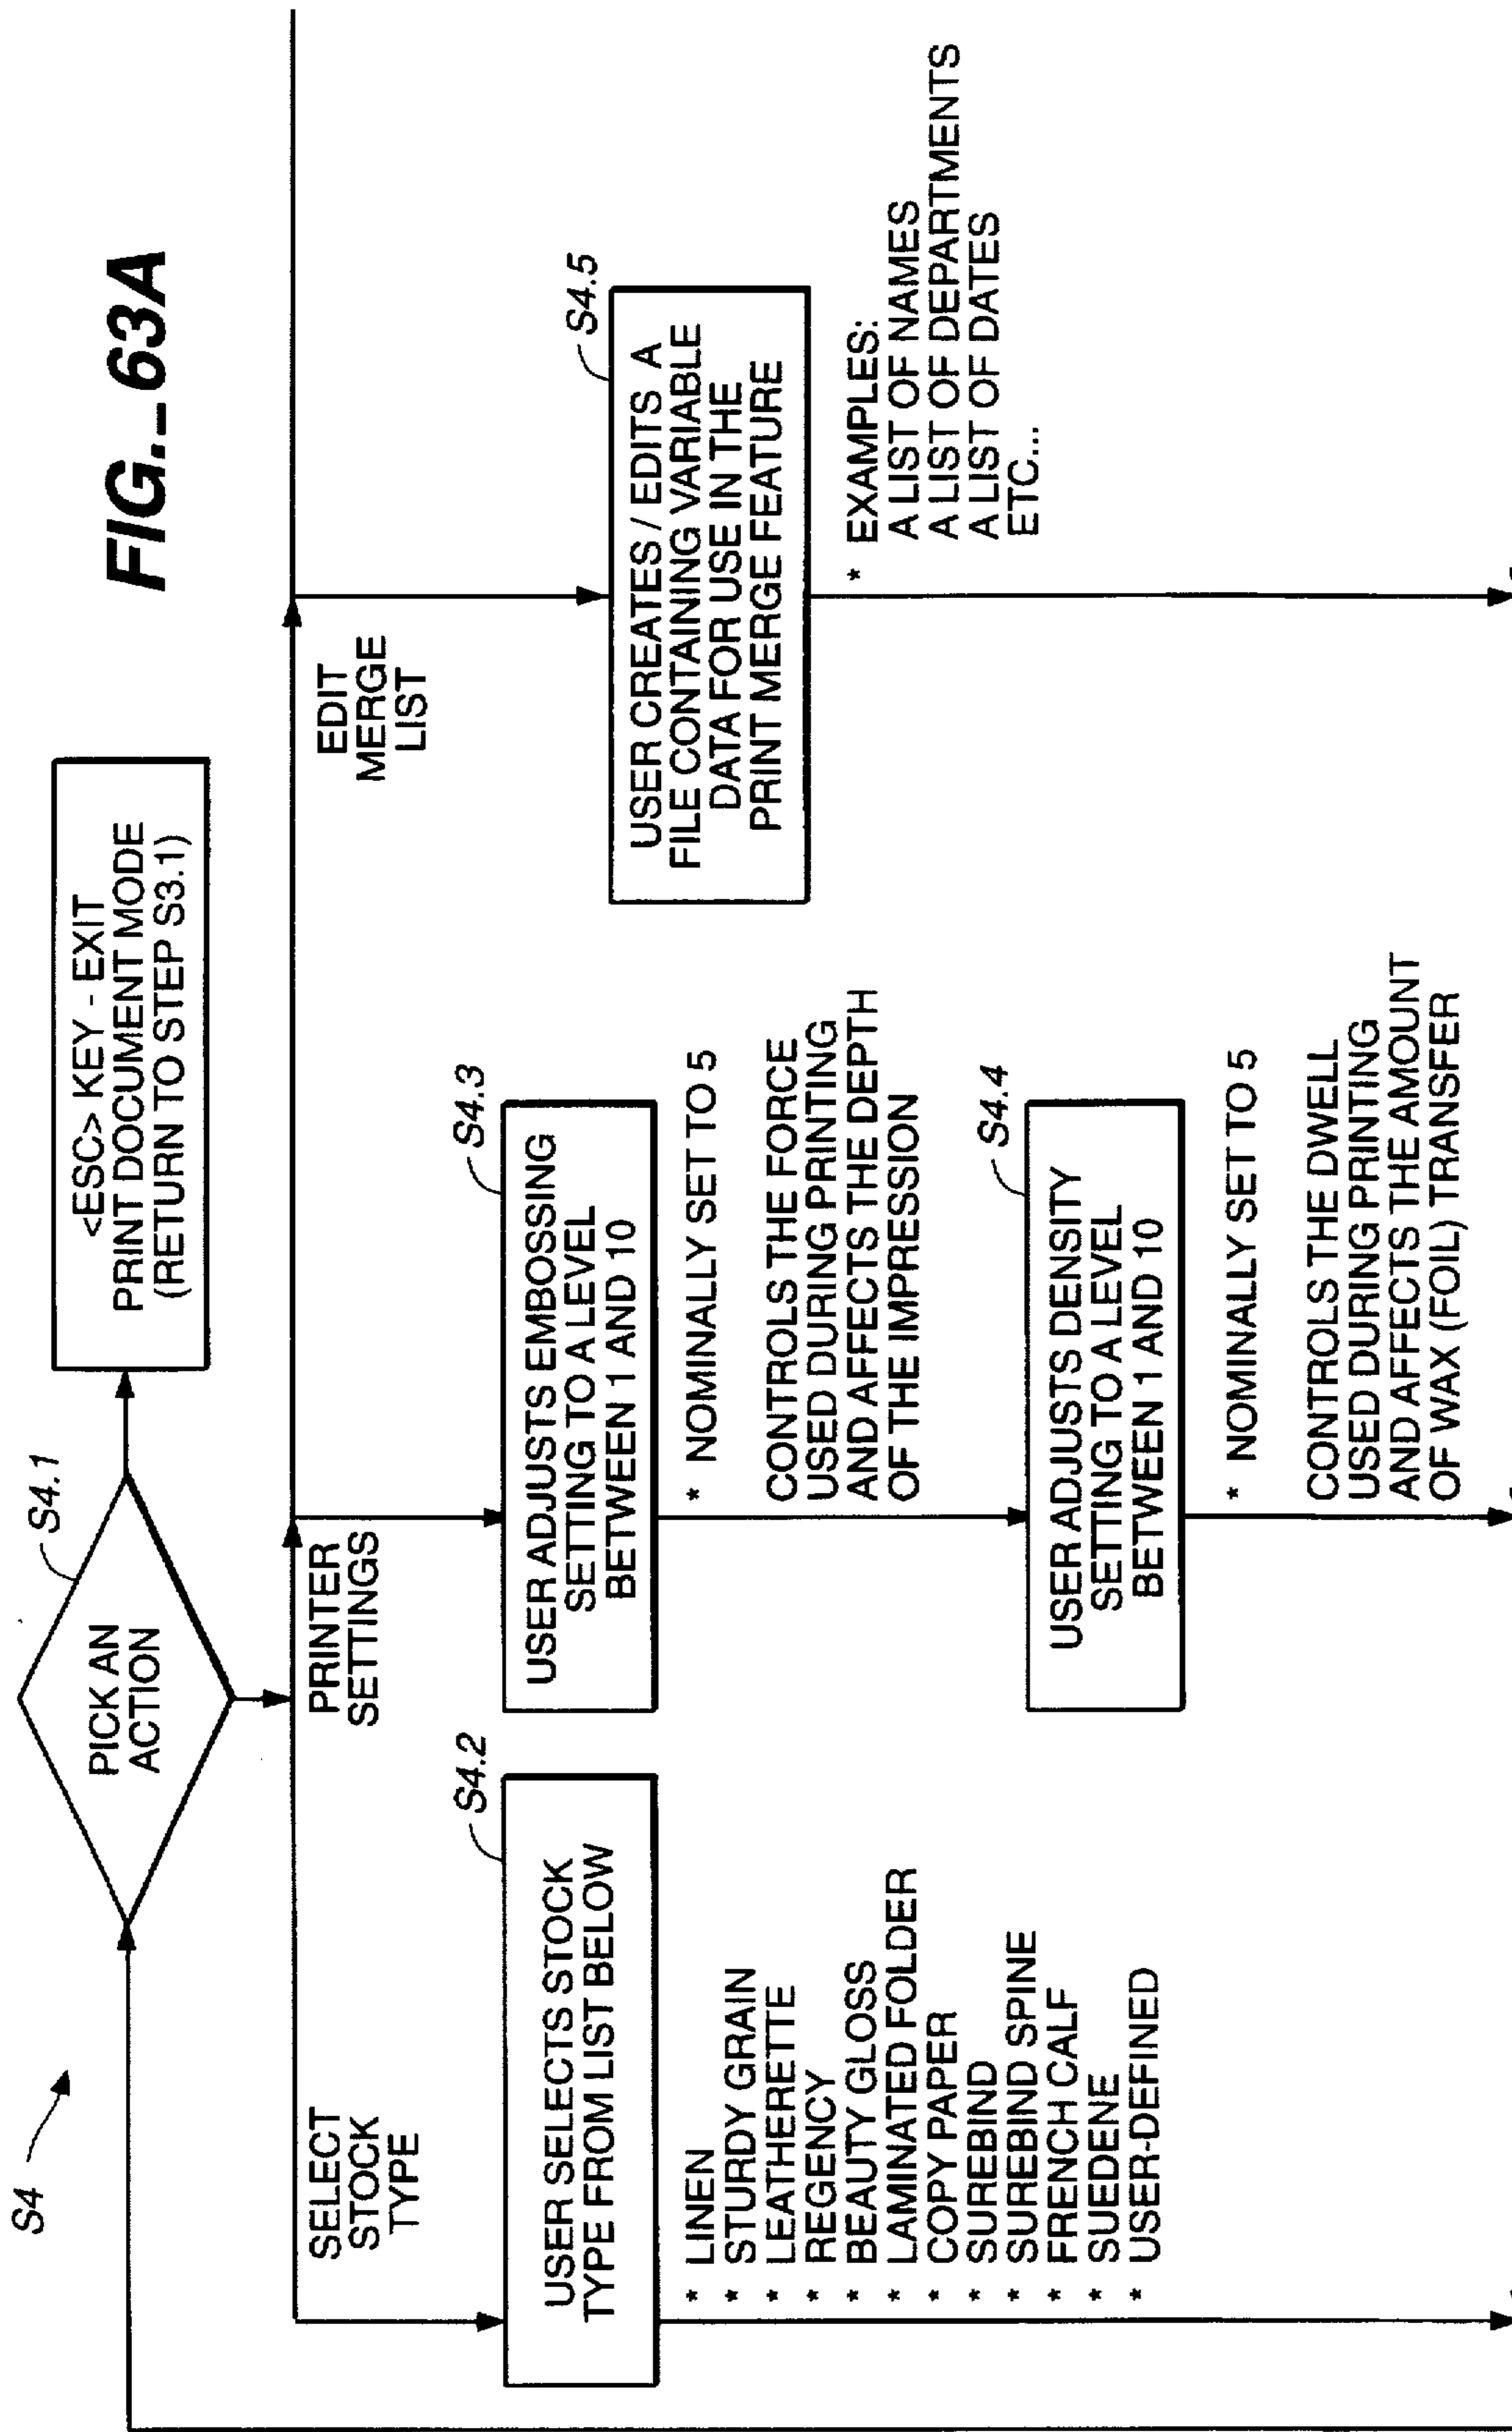 S4
FIG._63A
S4.1
PICK AN
ACTION
<ESC> KEY - EXIT
PRINT DOCUMENT MODE
(RETURN TO STEP S3.1)
SELECT
STOCK
TYPE
PRINTER
SETTINGS
EDIT
MERGE
LIST
S4.2
USER SELECTS STOCK
TYPE FROM LIST BELOW
* LINEN
* STURDY GRAIN
* LEATHERETTE
* REGENCY
* BEAUTY GLOSS
* LAMINATED FOLDER
* COPY PAPER
* SUREBIND
* SUREBIND SPINE
* FRENCH CALF
* SUEDENE
* USER-DEFINED
S4.3
USER ADJUSTS EMBOSSING
SETTING TO A LEVEL
BETWEEN 1 AND 10
* NOMINALLY SET TO 5
CONTROLS THE FORCE
USED DURING PRINTING
AND AFFECTS THE DEPTH
OF THE IMPRESSION
S4.4
USER ADJUSTS DENSITY
SETTING TO A LEVEL
BETWEEN 1 AND 10
* NOMINALLY SET TO 5
CONTROLS THE DWELL
USED DURING PRINTING
AND AFFECTS THE AMOUNT
OF WAX (FOIL) TRANSFER
S4.5
USER CREATES / EDITS A
FILE CONTAINING VARIABLE
DATA FOR USE IN THE
PRINT MERGE FEATURE
* EXAMPLES:
A LIST OF NAMES
A LIST OF DEPARTMENTS
A LIST OF DATES
ETC...